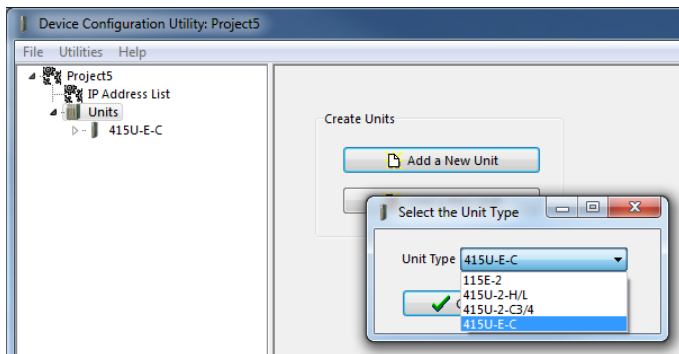 Device Configuration Utility: Project5
File Utilities Help
Project5
IP Address List
Units
415U-E-C
Create Units
Add a New Unit
Select the Unit Type
Unit Type 415U-E-C
115E-2
415U-2-H/L
415U-2-C3/4
415U-E-C